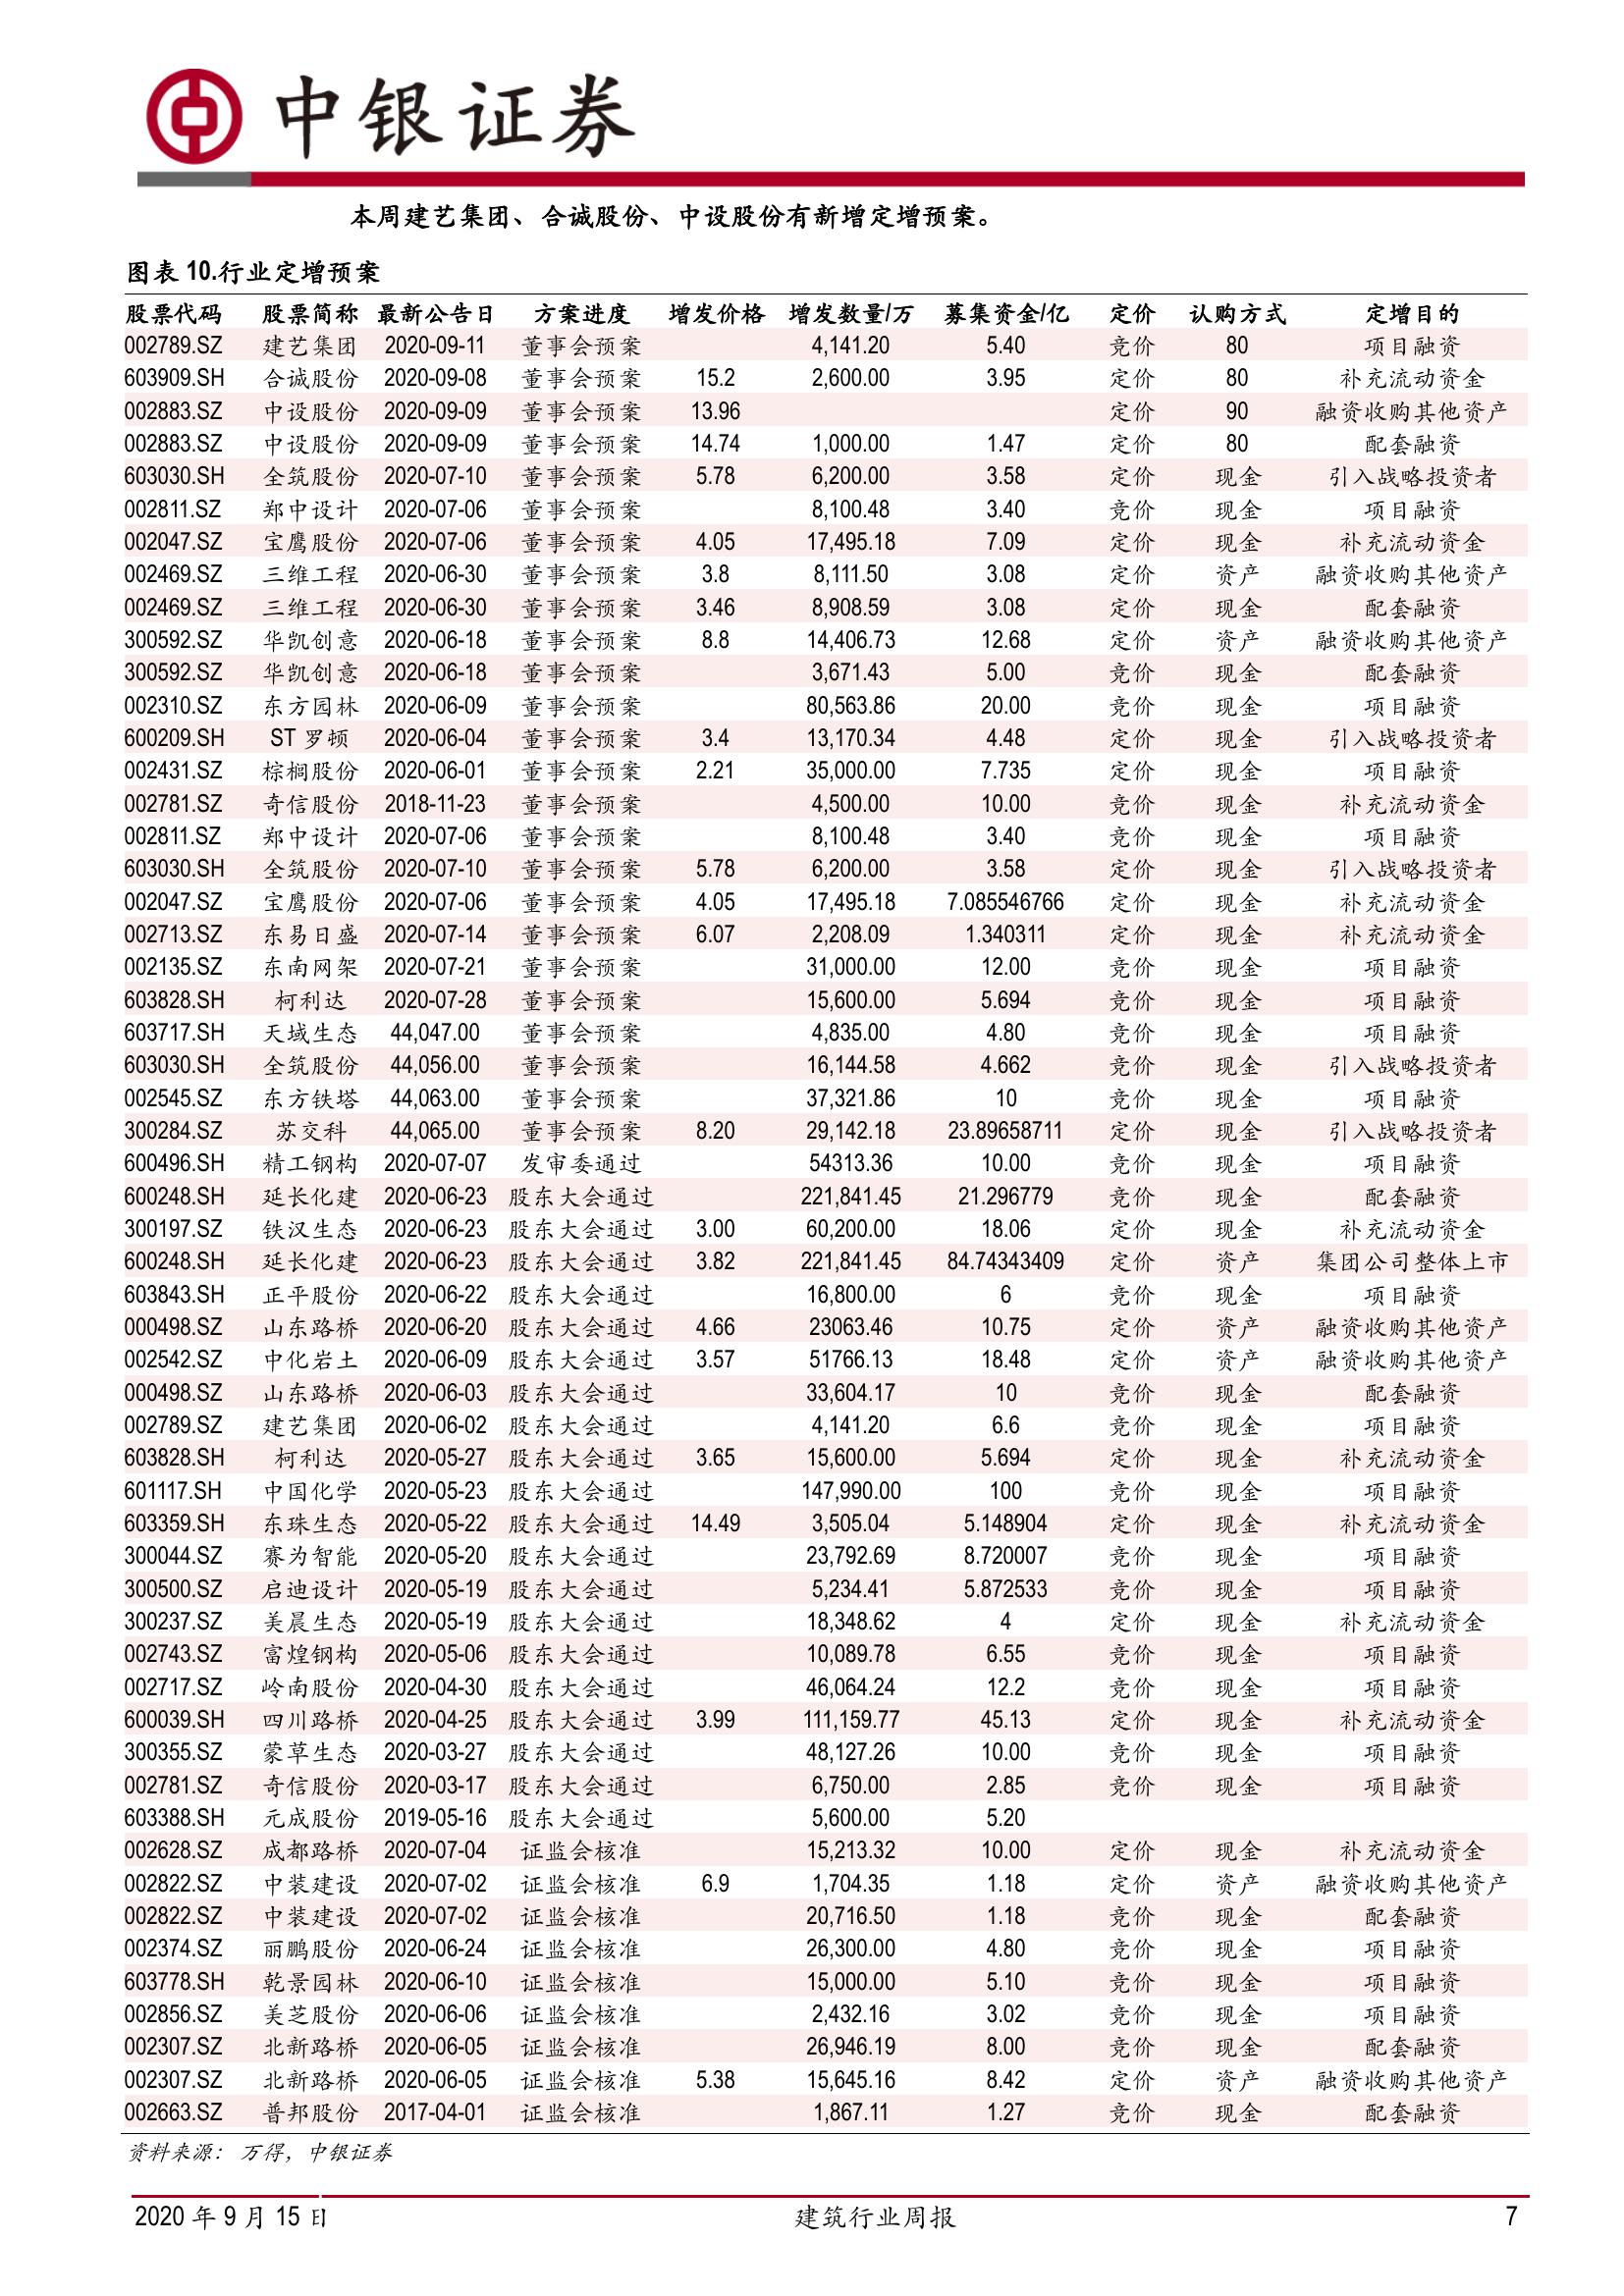 中银证券
本周建艺集团、合诚股份、中设股份有新增定增预案。
图表 10.行业定增预案
股票代码 股票简称 最新公告日 方案进度 增发价格 增发数量/万 募集资金/亿 定价 认购方式 定增目的
002789.SZ 建艺集团 2020-09-11 董事会预案 4,141.20 5.40 竞价 80 项目融资
603909.SH 合诚股份 2020-09-08 董事会预案 15.2 2,600.00 3.95 定价 80 补充流动资金
002883.SZ 中设股份 2020-09-09 董事会预案 13.96 定价 90 融资收购其他资产
002883.SZ 中设股份 2020-09-09 董事会预案 14.74 1,000.00 1.47 定价 80 配套融资
603030.SH 全筑股份 2020-07-10 董事会预案 5.78 6,200.00 3.58 定价 现金 引入战略投资者
002811.SZ 郑中设计 2020-07-06 董事会预案 8,100.48 3.40 竞价 现金 项目融资
002047.SZ 宝鹰股份 2020-07-06 董事会预案 4.05 17,495.18 7.09 定价 现金 补充流动资金
002469.SZ 三维工程 2020-06-30 董事会预案 3.8 8,111.50 3.08 定价 资产 融资收购其他资产
002469.SZ 三维工程 2020-06-30 董事会预案 3.46 8,908.59 3.08 定价 现金 配套融资
300592.SZ 华凯创意 2020-06-18 董事会预案 8.8 14,406.73 12.68 定价 资产 融资收购其他资产
300592.SZ 华凯创意 2020-06-18 董事会预案 3,671.43 5.00 竞价 现金 配套融资
002310.SZ 东方园林 2020-06-09 董事会预案 80,563.86 20.00 竞价 现金 项目融资
600209.SH ST 罗顿 2020-06-04 董事会预案 3.4 13,170.34 4.48 定价 现金 引入战略投资者
002431.SZ 棕榈股份 2020-06-01 董事会预案 2.21 35,000.00 7.735 定价 现金 项目融资
002781.SZ 奇信股份 2018-11-23 董事会预案 4,500.00 10.00 竞价 现金 补充流动资金
002811.SZ 郑中设计 2020-07-06 董事会预案 8,100.48 3.40 竞价 现金 项目融资
603030.SH 全筑股份 2020-07-10 董事会预案 5.78 6,200.00 3.58 定价 现金 引入战略投资者
002047.SZ 宝鹰股份 2020-07-06 董事会预案 4.05 17,495.18 7.085546766 定价 现金 补充流动资金
002713.SZ 东易日盛 2020-07-14 董事会预案 6.07 2,208.09 1.340311 定价 现金 补充流动资金
002135.SZ 东南网架 2020-07-21 董事会预案 31,000.00 12.00 竞价 现金 项目融资
603828.SH 柯利达 2020-07-28 董事会预案 15,600.00 5.694 竞价 现金 项目融资
603717.SH 天域生态 44,047.00 董事会预案 4,835.00 4.80 竞价 现金 项目融资
603030.SH 全筑股份 44,056.00 董事会预案 16,144.58 4.662 竞价 现金 引入战略投资者
002545.SZ 东方铁塔 44,063.00 董事会预案 37,321.86 10 竞价 现金 项目融资
300284.SZ 苏交科 44,065.00 董事会预案 8.20 29,142.18 23.89658711 定价 现金 引入战略投资者
600496.SH 精工钢构 2020-07-07 发审委通过 54313.36 10.00 竞价 现金 项目融资
600248.SH 延长化建 2020-06-23 股东大会通过 221,841.45 21.296779 竞价 现金 配套融资
300197.SZ 铁汉生态 2020-06-23 股东大会通过 3.00 60,200.00 18.06 定价 现金 补充流动资金
600248.SH 延长化建 2020-06-23 股东大会通过 3.82 221,841.45 84.74343409 定价 资产 集团公司整体上市
603843.SH 正平股份 2020-06-22 股东大会通过 16,800.00 6 竞价 现金 项目融资
000498.SZ 山东路桥 2020-06-20 股东大会通过 4.66 23063.46 10.75 定价 资产 融资收购其他资产
002542.SZ 中化岩土 2020-06-09 股东大会通过 3.57 51766.13 18.48 定价 资产 融资收购其他资产
000498.SZ 山东路桥 2020-06-03 股东大会通过 33,604.17 10 竞价 现金 配套融资
002789.SZ 建艺集团 2020-06-02 股东大会通过 4,141.20 6.6 竞价 现金 项目融资
603828.SH 柯利达 2020-05-27 股东大会通过 3.65 15,600.00 5.694 定价 现金 补充流动资金
601117.SH 中国化学 2020-05-23 股东大会通过 147,990.00 100 竞价 现金 项目融资
603359.SH 东珠生态 2020-05-22 股东大会通过 14.49 3,505.04 5.148904 定价 现金 补充流动资金
300044.SZ 赛为智能 2020-05-20 股东大会通过 23,792.69 8.720007 竞价 现金 项目融资
300500.SZ 启迪设计 2020-05-19 股东大会通过 5,234.41 5.872533 竞价 现金 项目融资
300237.SZ 美晨生态 2020-05-19 股东大会通过 18,348.62 4 定价 现金 补充流动资金
002743.SZ 富煌钢构 2020-05-06 股东大会通过 10,089.78 6.55 竞价 现金 项目融资
002717.SZ 岭南股份 2020-04-30 股东大会通过 46,064.24 12.2 竞价 现金 项目融资
600039.SH 四川路桥 2020-04-25 股东大会通过 3.99 111,159.77 45.13 定价 现金 补充流动资金
300355.SZ 蒙草生态 2020-03-27 股东大会通过 48,127.26 10.00 竞价 现金 项目融资
002781.SZ 奇信股份 2020-03-17 股东大会通过 6,750.00 2.85 竞价 现金 项目融资
603388.SH 元成股份 2019-05-16 股东大会通过 5,600.00 5.20
002628.SZ 成都路桥 2020-07-04 证监会核准 15,213.32 10.00 定价 现金 补充流动资金
002822.SZ 中装建设 2020-07-02 证监会核准 6.9 1,704.35 1.18 定价 资产 融资收购其他资产
002822.SZ 中装建设 2020-07-02 证监会核准 20,716.50 1.18 竞价 现金 配套融资
002374.SZ 丽鹏股份 2020-06-24 证监会核准 26,300.00 4.80 竞价 现金 项目融资
603778.SH 乾景园林 2020-06-10 证监会核准 15,000.00 5.10 竞价 现金 项目融资
002856.SZ 美芝股份 2020-06-06 证监会核准 2,432.16 3.02 竞价 现金 项目融资
002307.SZ 北新路桥 2020-06-05 证监会核准 26,946.19 8.00 竞价 现金 配套融资
002307.SZ 北新路桥 2020-06-05 证监会核准 5.38 15,645.16 8.42 定价 资产 融资收购其他资产
002663.SZ 普邦股份 2017-04-01 证监会核准 1,867.11 1.27 竞价 现金 配套融资
资料来源：万得，中银证券
2020 年 9 月 15 日 建筑行业周报 7